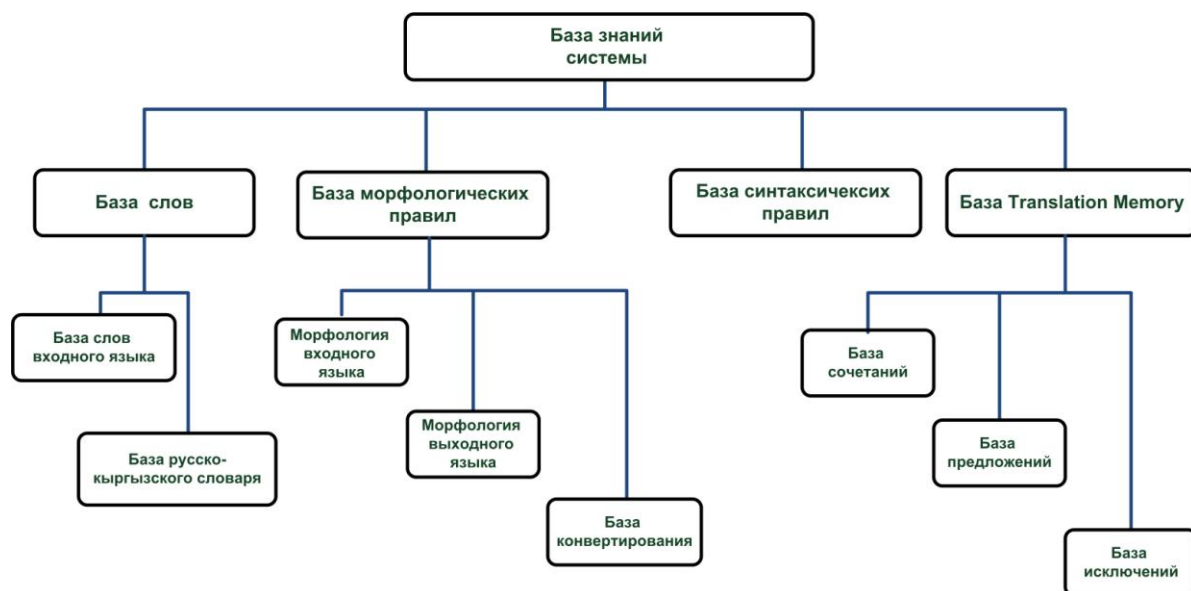 База знаний
системы
База слов
База морфологических
правил
База синтаксичексих
правил
База Translation Memory
База слов
входного языка
Морфология
входного
языка
База
сочетаний
Морфология
выходного
языка
База
предложений
База русско-
кыргызского словаря
База
конвертирования
База
исключений